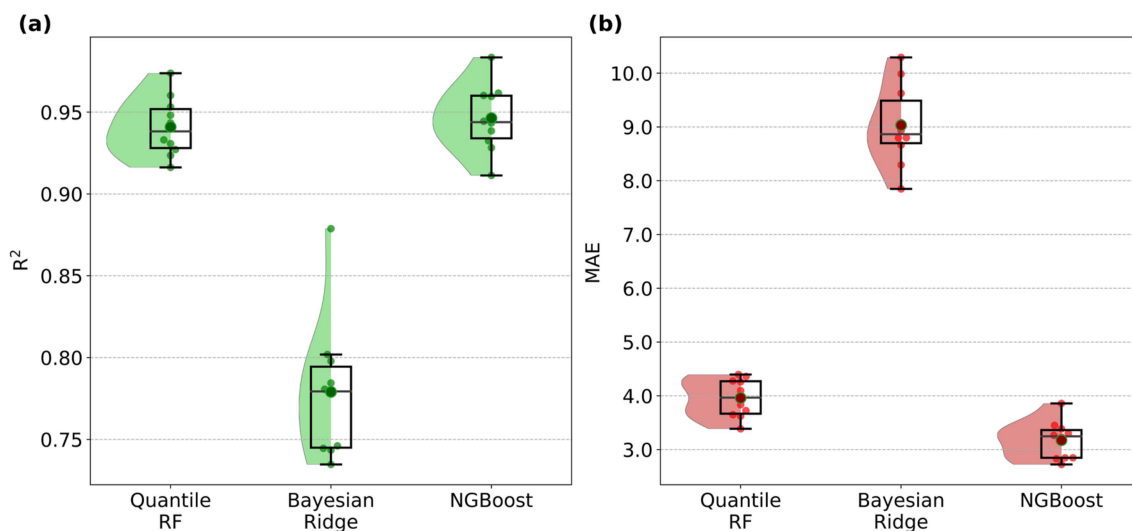 (a)
R²
0.95
0.90
0.85
0.80
0.75
Quantile
RF
Bayesian
Ridge
NGBoost
(b)
MAE
10.0
9.0
8.0
7.0
6.0
5.0
4.0
3.0
Quantile
RF
Bayesian
Ridge
NGBoost